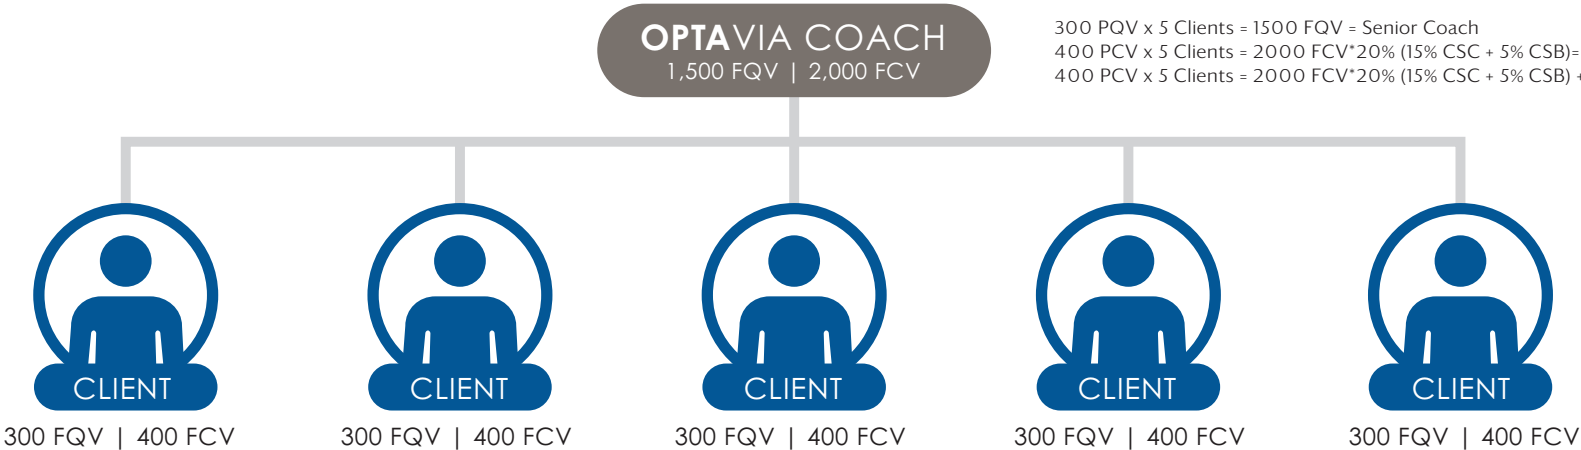 OPTAVIA COACH
1,500 FQV | 2,000 FCV
300 PQV x 5 Clients = 1500 FQV = Senior Coach
400 PCV x 5 Clients = 2000 FCV*20% (15% CSC + 5% CSB)=
400 PCV x 5 Clients = 2000 FCV*20% (15% CSC + 5% CSB) +
CLIENT CLIENT CLIENT CLIENT CLIENT
300 FQV | 400 FCV 300 FQV | 400 FCV 300 FQV | 400 FCV 300 FQV | 400 FCV 300 FQV | 400 FCV